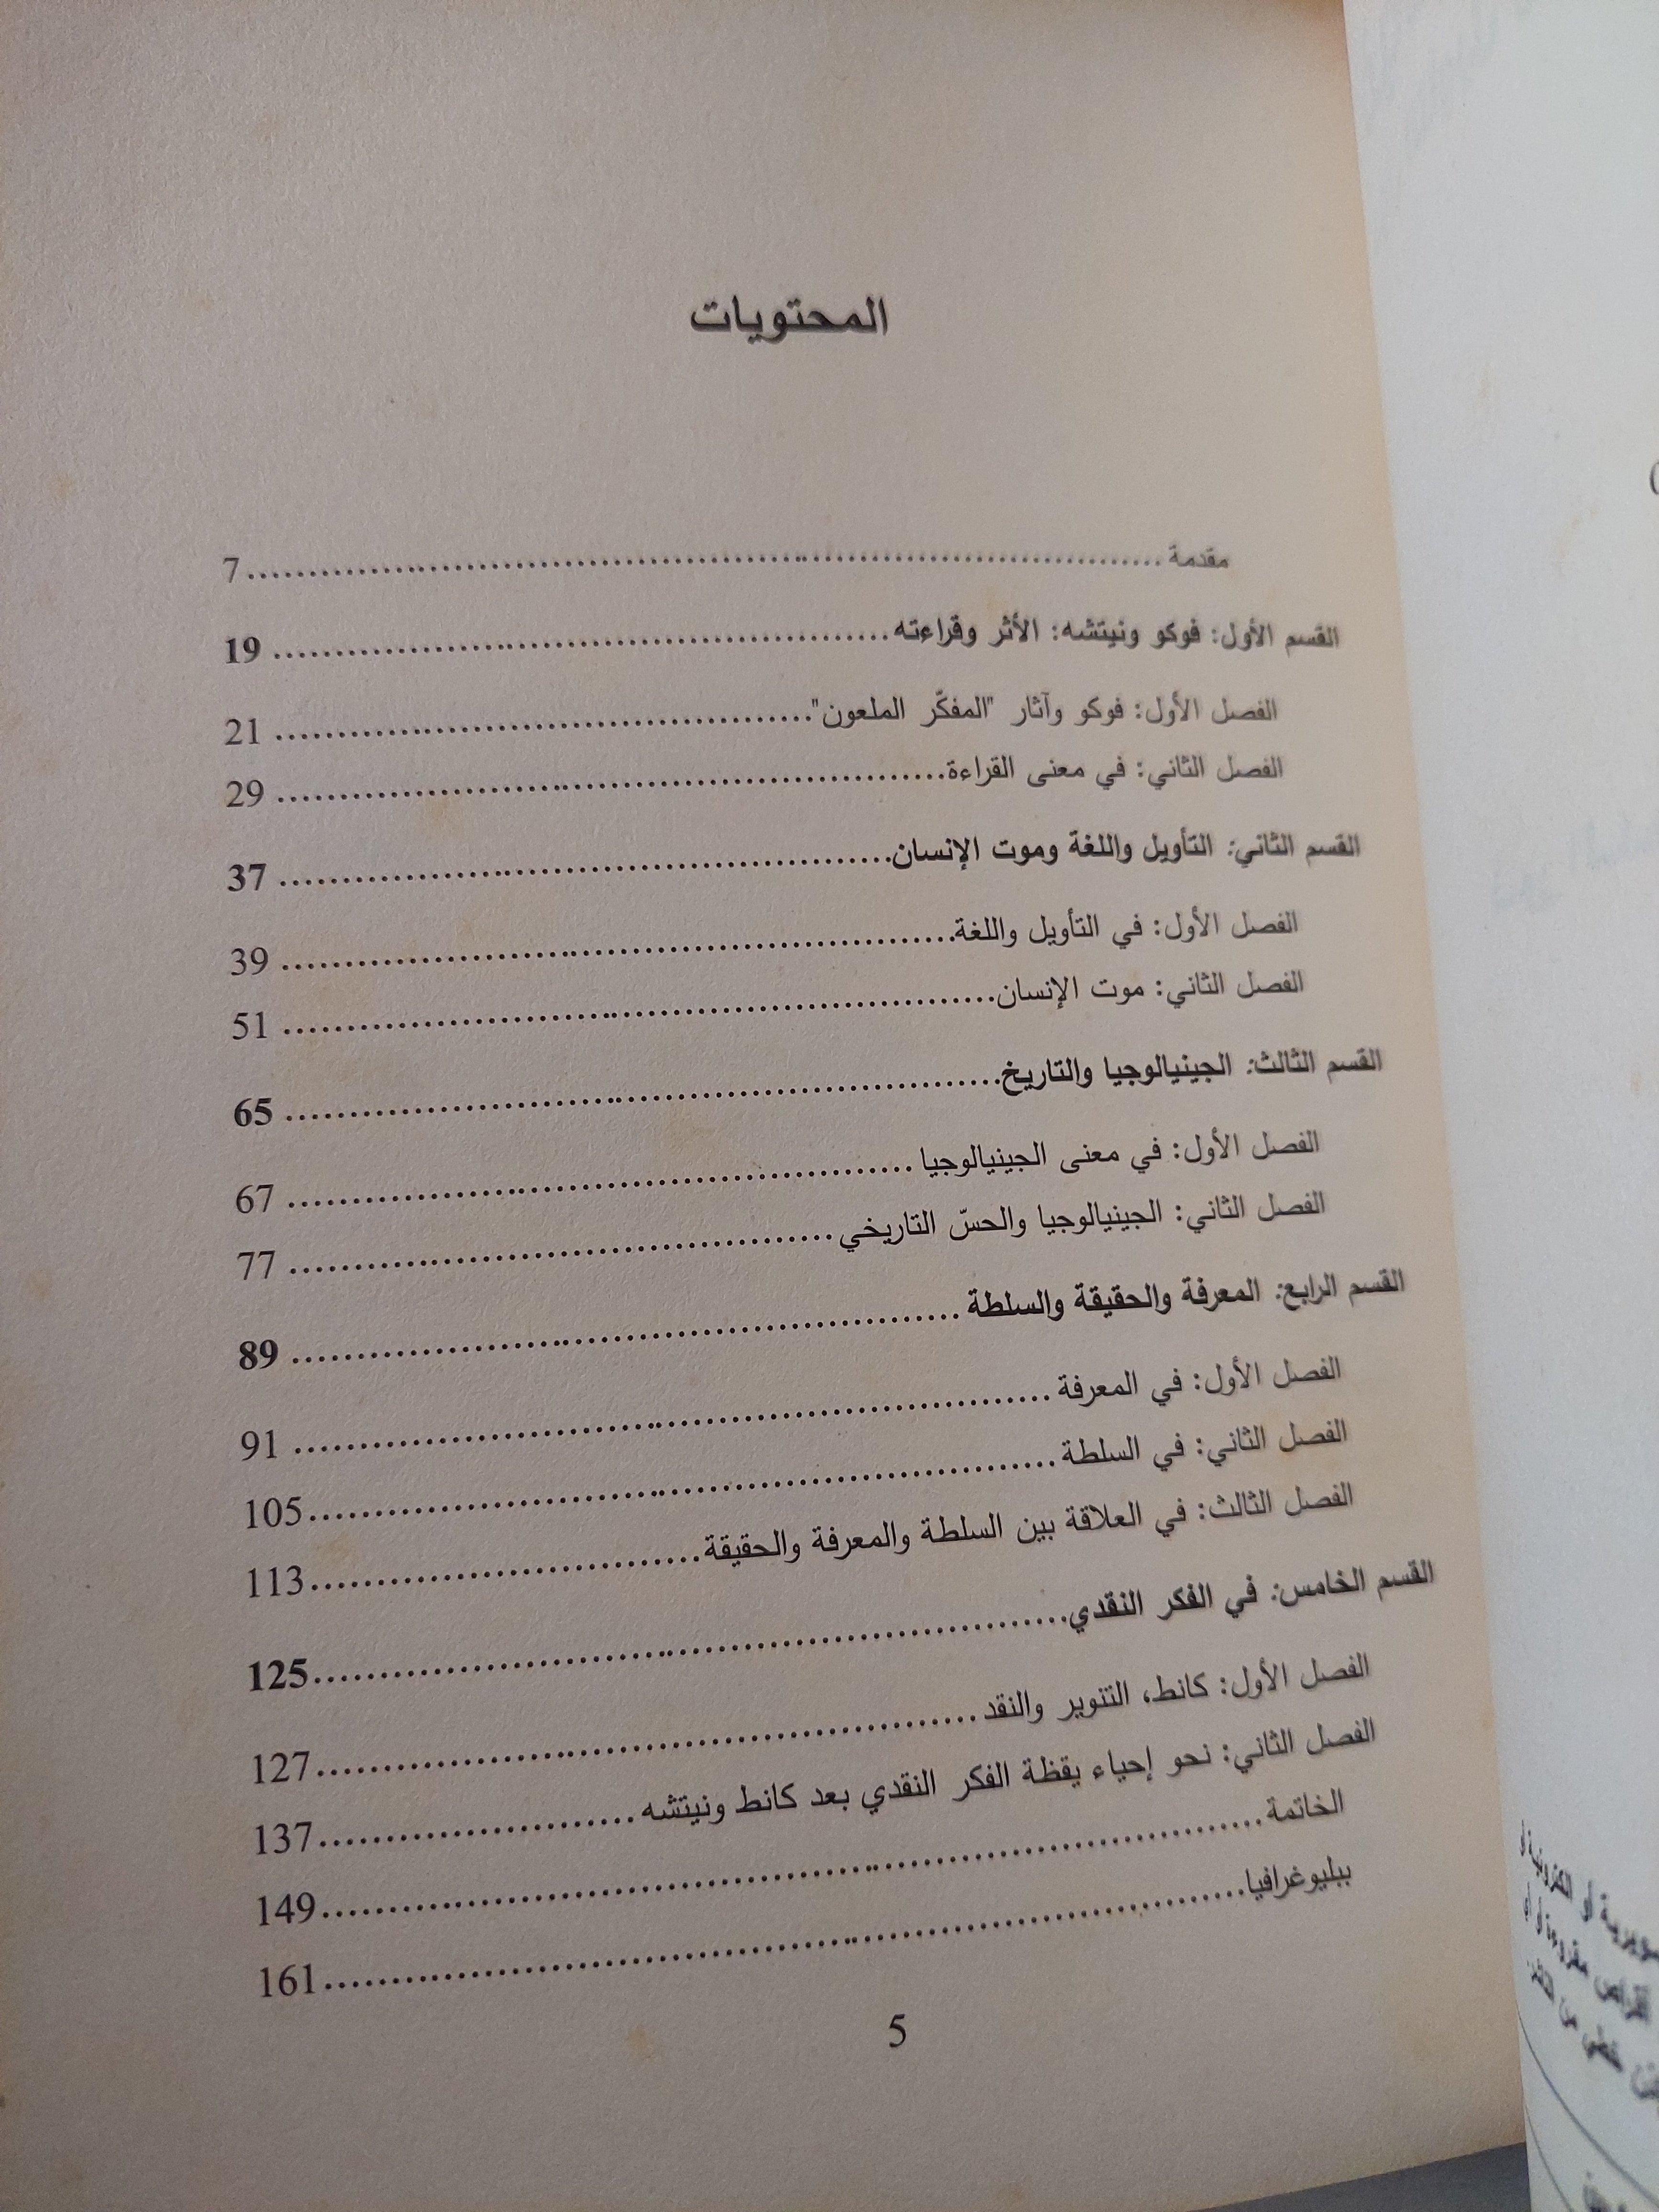 المحتويات
مقدمة 7
القسم الأول: فوكو ونيتشه: الأثر وقراءته 19
الفصل الأول: فوكو وآثار "المفكّر الملعون" 21
الفصل الثاني: في معنى القراءة 29
القسم الثاني: التأويل واللغة وموت الإنسان 37
الفصل الأول: في التأويل واللغة 39
الفصل الثاني: موت الإنسان 51
القسم الثالث: الجينيالوجيا والتاريخ 65
الفصل الأول: في معنى الجينيالوجيا 67
الفصل الثاني: الجينيالوجيا والحسّ التاريخي 77
القسم الرابع: المعرفة والحقيقة والسلطة 89
الفصل الأول: في المعرفة 91
الفصل الثاني: في السلطة 105
الفصل الثالث: في العلاقة بين السلطة والمعرفة والحقيقة 113
القسم الخامس: في الفكر النقدي 125
الفصل الأول: كانط، التنوير والنقد 127
الفصل الثاني: نحو إحياء يقظة الفكر النقدي بعد كانط ونيتشه 137
الخاتمة 149
ببليوغرافيا 161
5